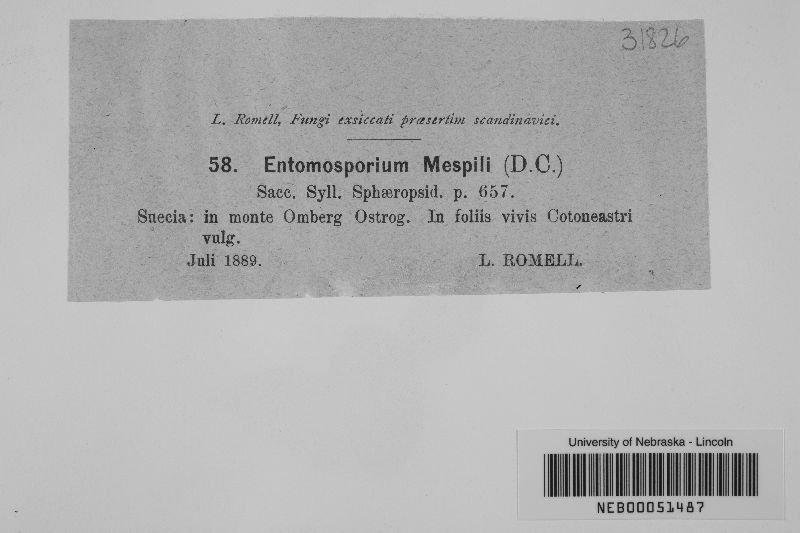 31826
L. Romell, Fungi exsiccati præsertim scandinavici.
58. Entomosporium Mespili (D.C.)
Sacc. Syll. Sphæropsid. p. 657.
Suecia: in monte Omberg Ostrog. In foliis vivis Cotoneastri
vulg.
Juli 1889. L. ROMELL.
University of Nebraska - Lincoln
NEB00051487